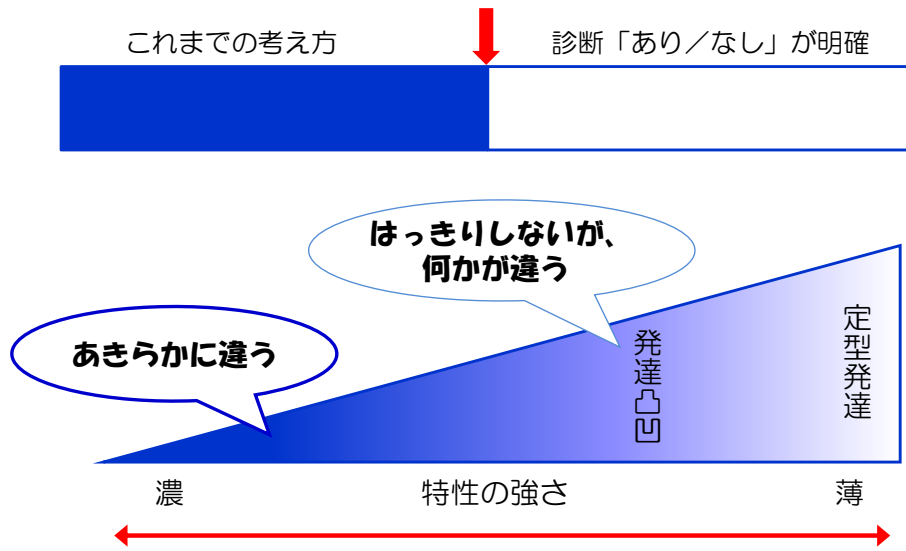 これまでの考え方
診断「あり／なし」が明確
はっきりしないが、
何かが違う
あきらかに違う
発達凸凹
定型発達
濃
特性の強さ
薄